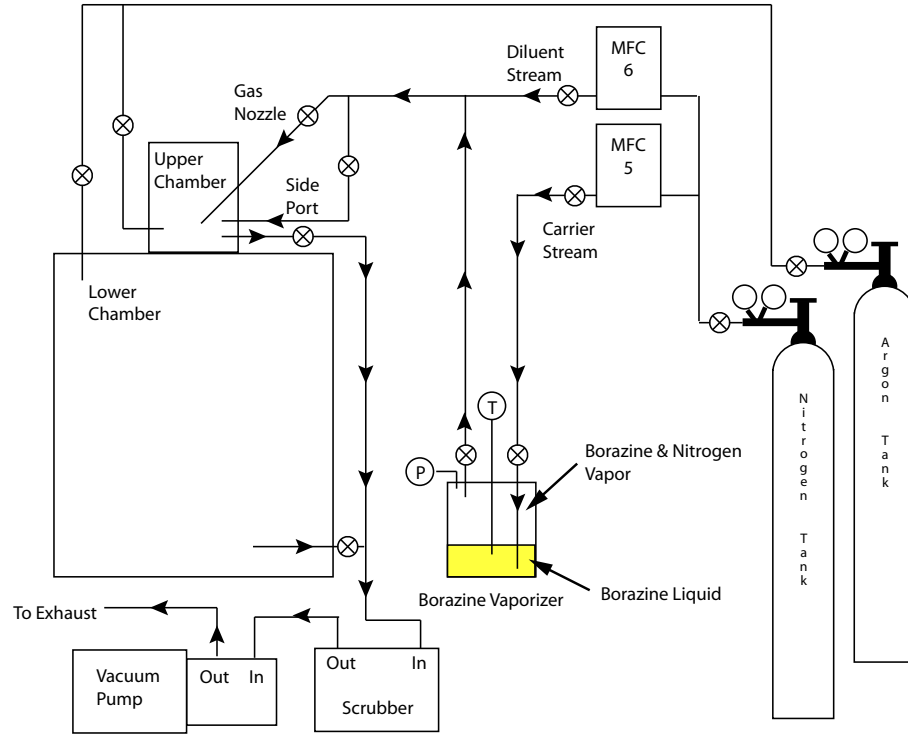 Diluent
Stream
MFC
6
Gas
Nozzle
MFC
5
Upper
Chamber
Side
Port
Carrier
Stream
Lower
Chamber
Argon Tank
Nitrogen Tank
T
P
Borazine & Nitrogen
Vapor
Borazine Liquid
Borazine Vaporizer
To Exhaust
Vacuum
Pump
Out In
Out In
Scrubber